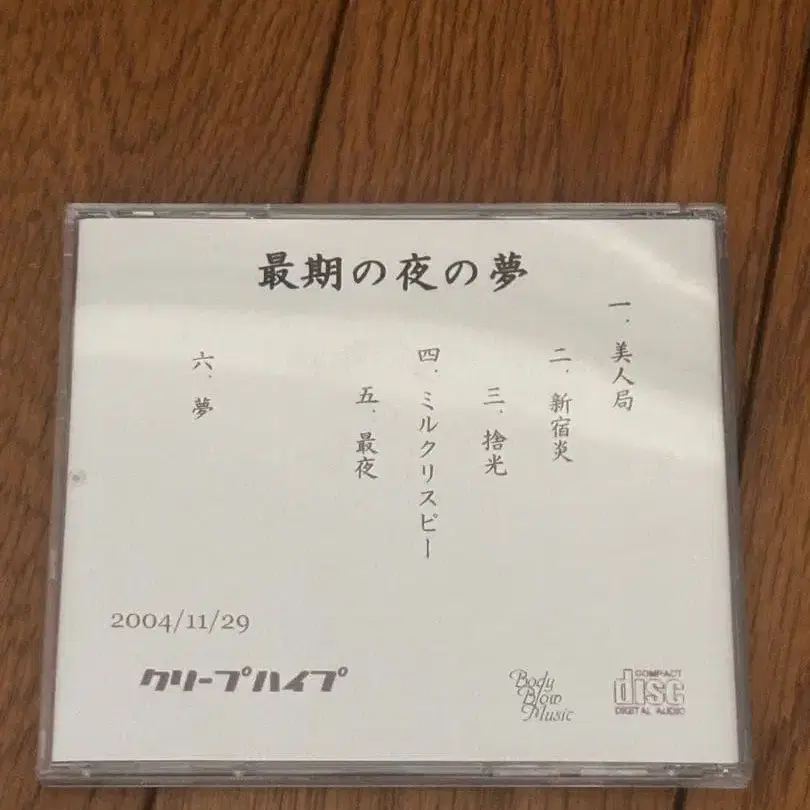 最期の夜の夢
一．美人局
二．新宿炎
三．捨光
四．ミルクリスピー
五．最夜
六．夢
2004/11/29
クリープハイプ
Body
Blow
Music
COMPACT
disc
DIGITAL AUDIO